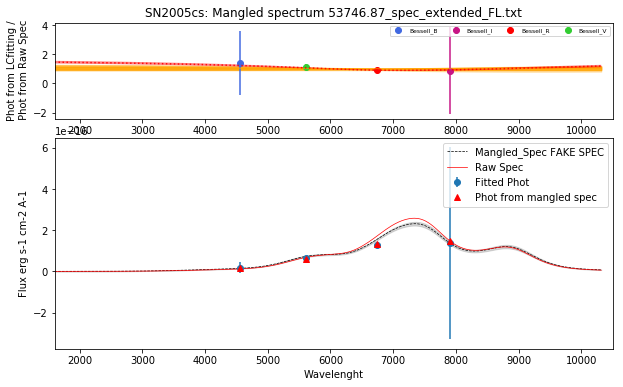 SN2005cs: Mangled spectrum 53746.87_spec_extended_FL.txt
Phot from LCfitting /
Phot from Raw Spec
4
2
0
−2
Bessell_B
Bessell_I
Bessell_R
Bessell_V
2000 3000 4000 5000 6000 7000 8000 9000 10000
1e−16
Flux erg s-1 cm-2 A-1
6
4
2
0
−2
Mangled_Spec FAKE SPEC
Raw Spec
Fitted Phot
Phot from mangled spec
2000 3000 4000 5000 6000 7000 8000 9000 10000
Wavelenght